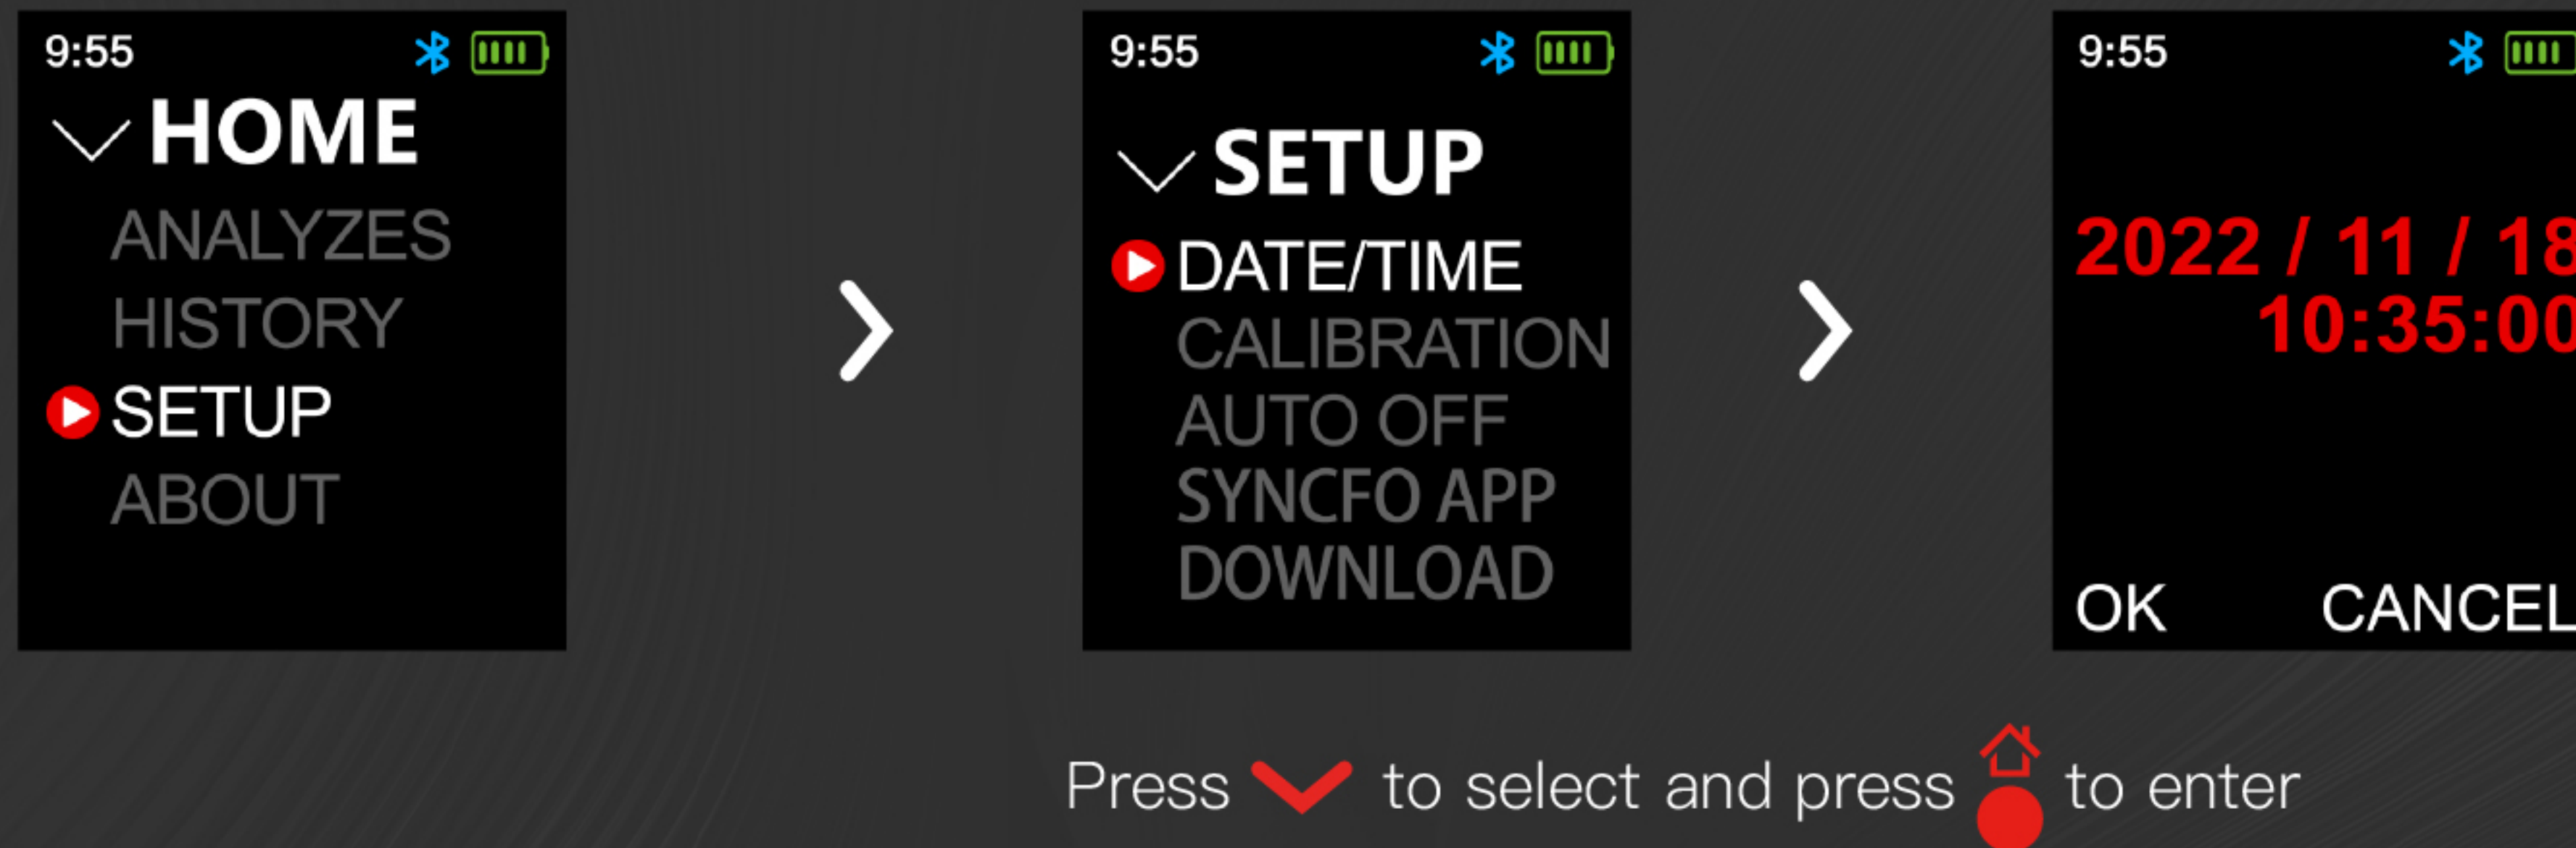 9:55
HOME
ANALYZES
HISTORY
SETUP
ABOUT
9:55
SETUP
DATE/TIME
CALIBRATION
AUTO OFF
SYNCFO APP
DOWNLOAD
9:55
2022 / 11 / 18
10:35:00
OK CANCEL
Press to select and press to enter